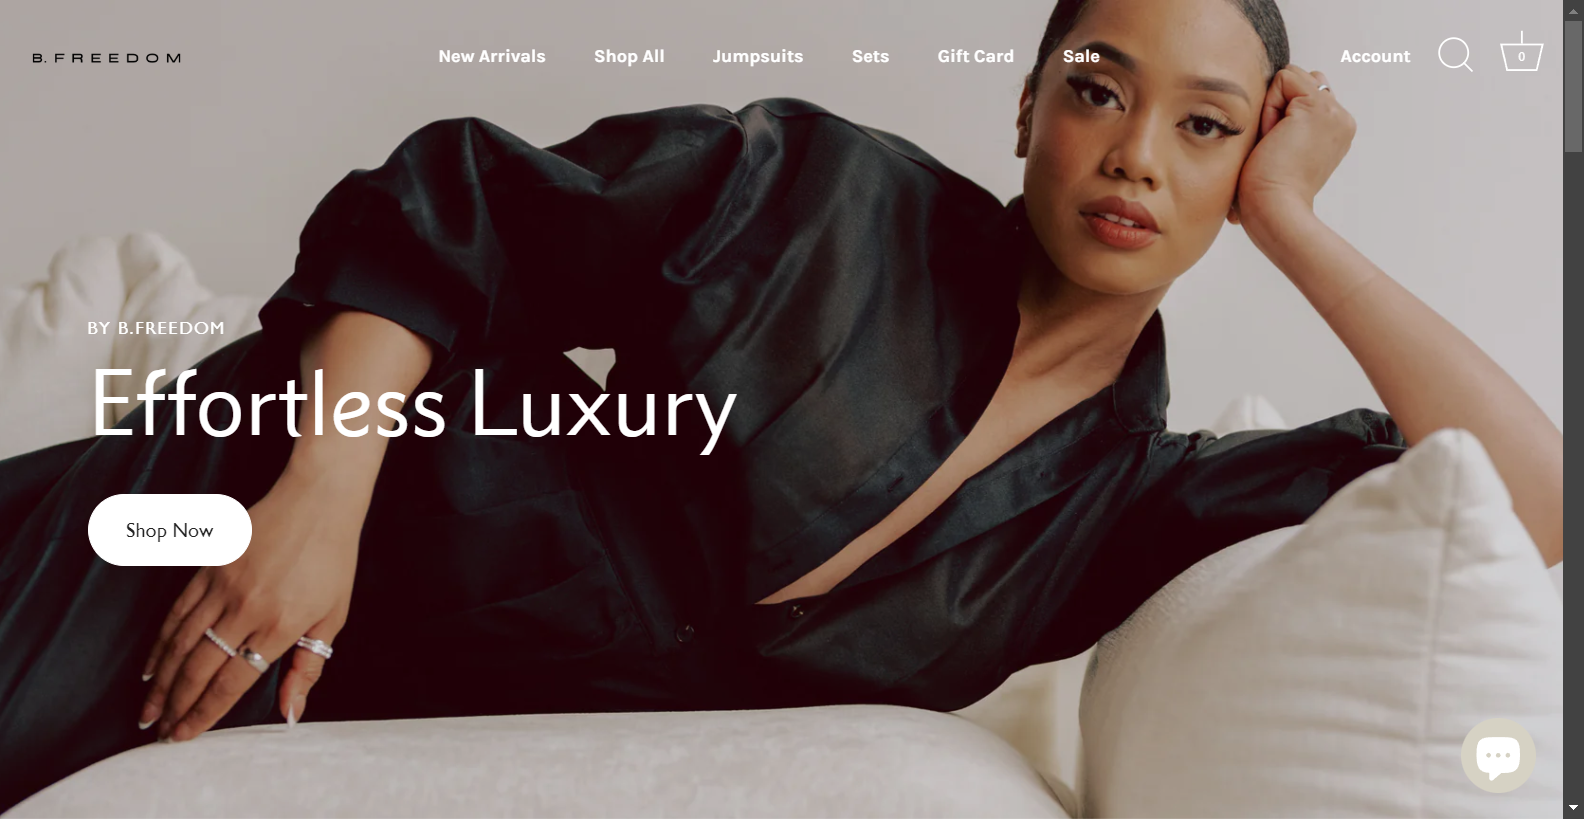 B.FREEDOM
New Arrivals
Shop All
Jumpsuits
Sets
Gift Card
Sale
Account
0
BY B.FREEDOM
Effortless Luxury
Shop Now